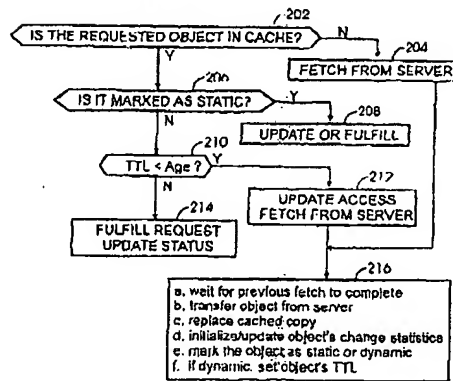 202
IS THE REQUESTED OBJECT IN CACHE?
N
Y
204
FETCH FROM SERVER
206
IS IT MARKED AS STATIC?
Y
N
208
UPDATE OR FULFILL
210
TTL < Age ?
Y
N
212
UPDATE ACCESS
FETCH FROM SERVER
214
FULFILL REQUEST
UPDATE STATUS
216
a. wait for previous fetch to complete
b. transfer object from server
c. replace cached copy
d. initialize/update object's change statistics
e. mark the object as static or dynamic
f. if dynamic, set object's TTL